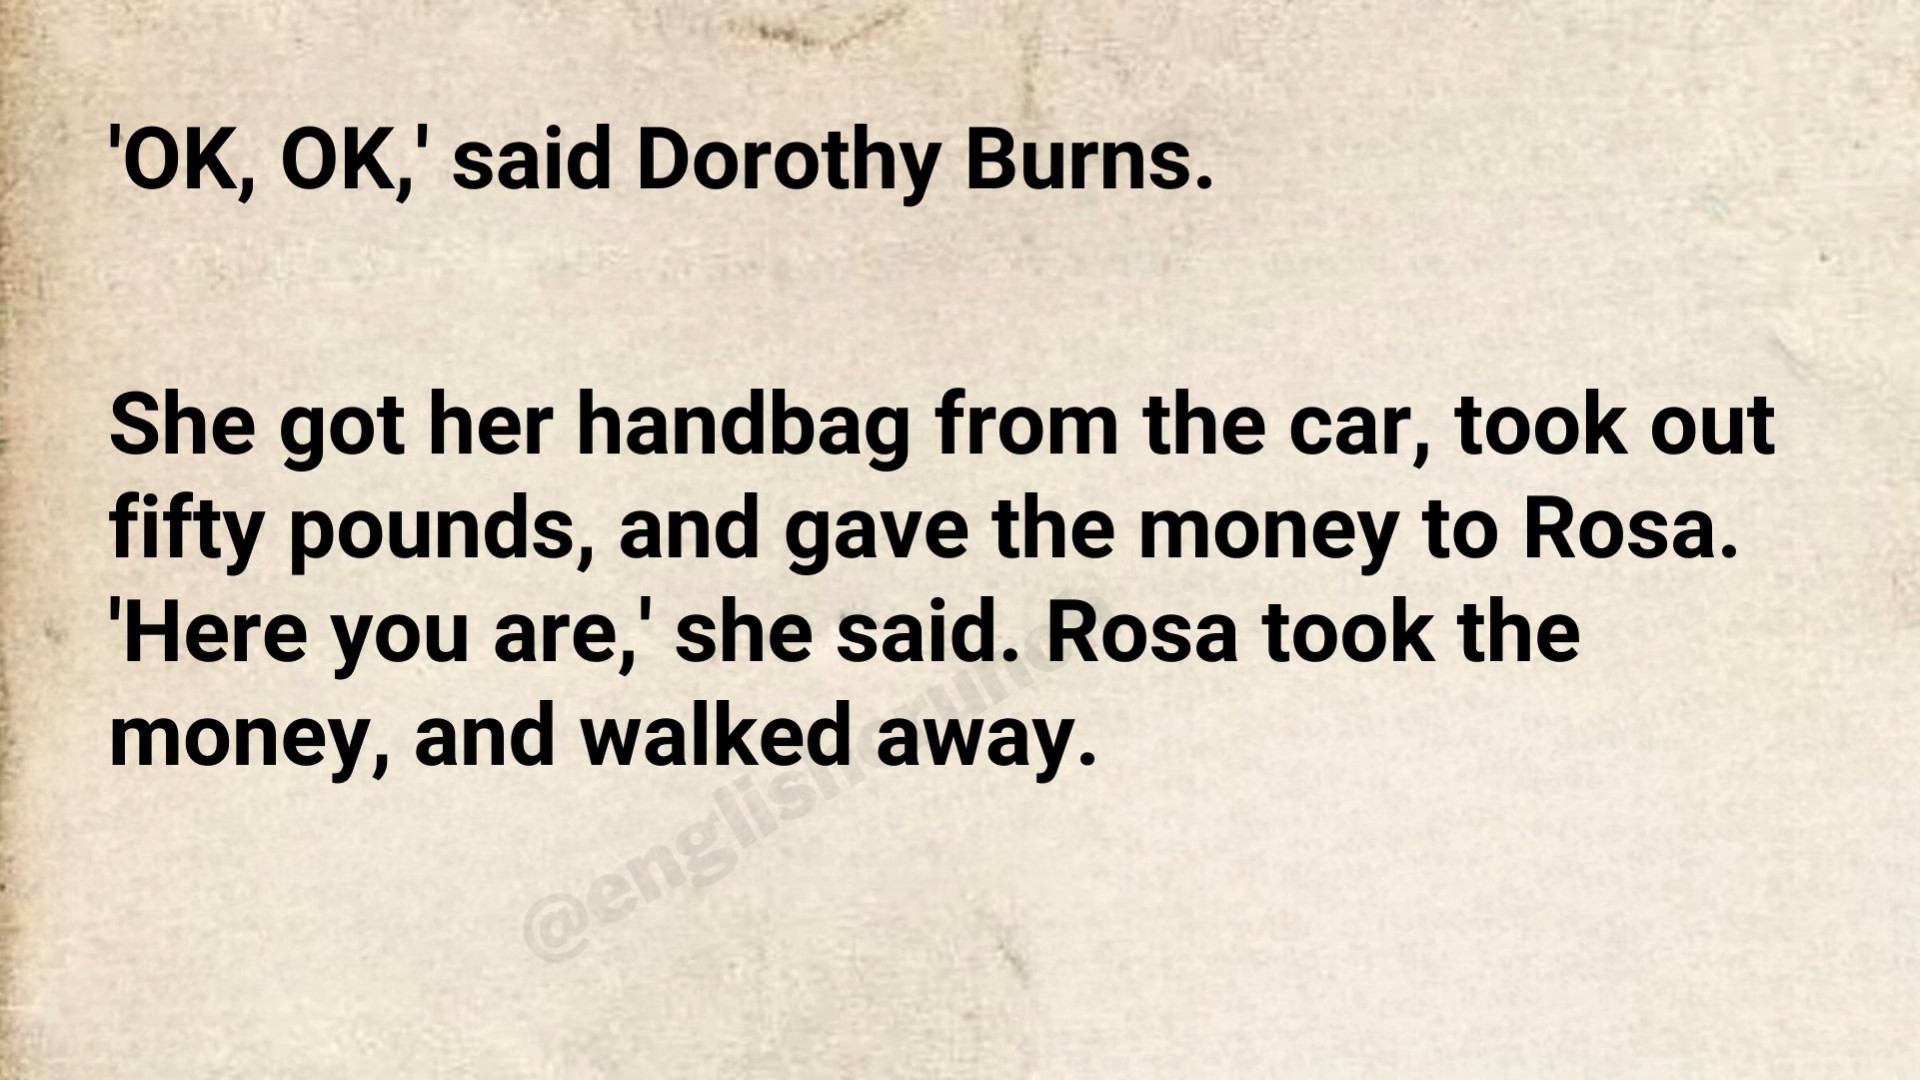 'OK, OK,' said Dorothy Burns.
She got her handbag from the car, took out
fifty pounds, and gave the money to Rosa.
'Here you are,' she said. Rosa took the
money, and walked away.